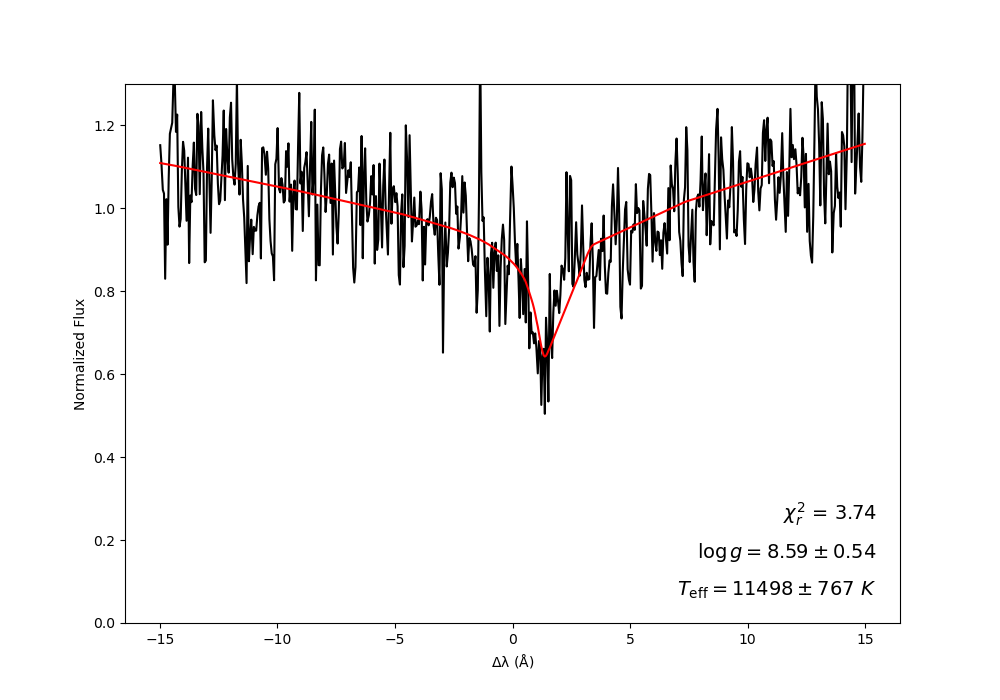 1.2
1.0
0.8
0.6
0.4
0.2
0.0
Normalized Flux
χ²ᵣ = 3.74
log g = 8.59 ± 0.54
T_eff = 11498 ± 767 K
−15 −10 −5 0 5 10 15
Δλ (Å)